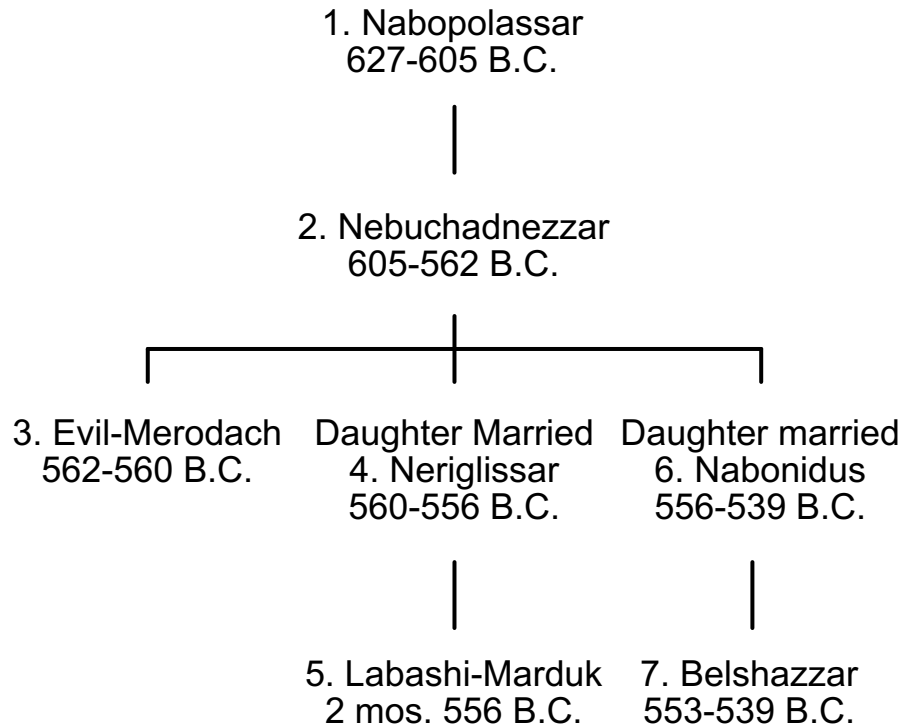 1. Nabopolassar
627-605 B.C.
2. Nebuchadnezzar
605-562 B.C.
3. Evil-Merodach
562-560 B.C.
Daughter Married
4. Neriglissar
560-556 B.C.
Daughter married
6. Nabonidus
556-539 B.C.
5. Labashi-Marduk
2 mos. 556 B.C.
7. Belshazzar
553-539 B.C.